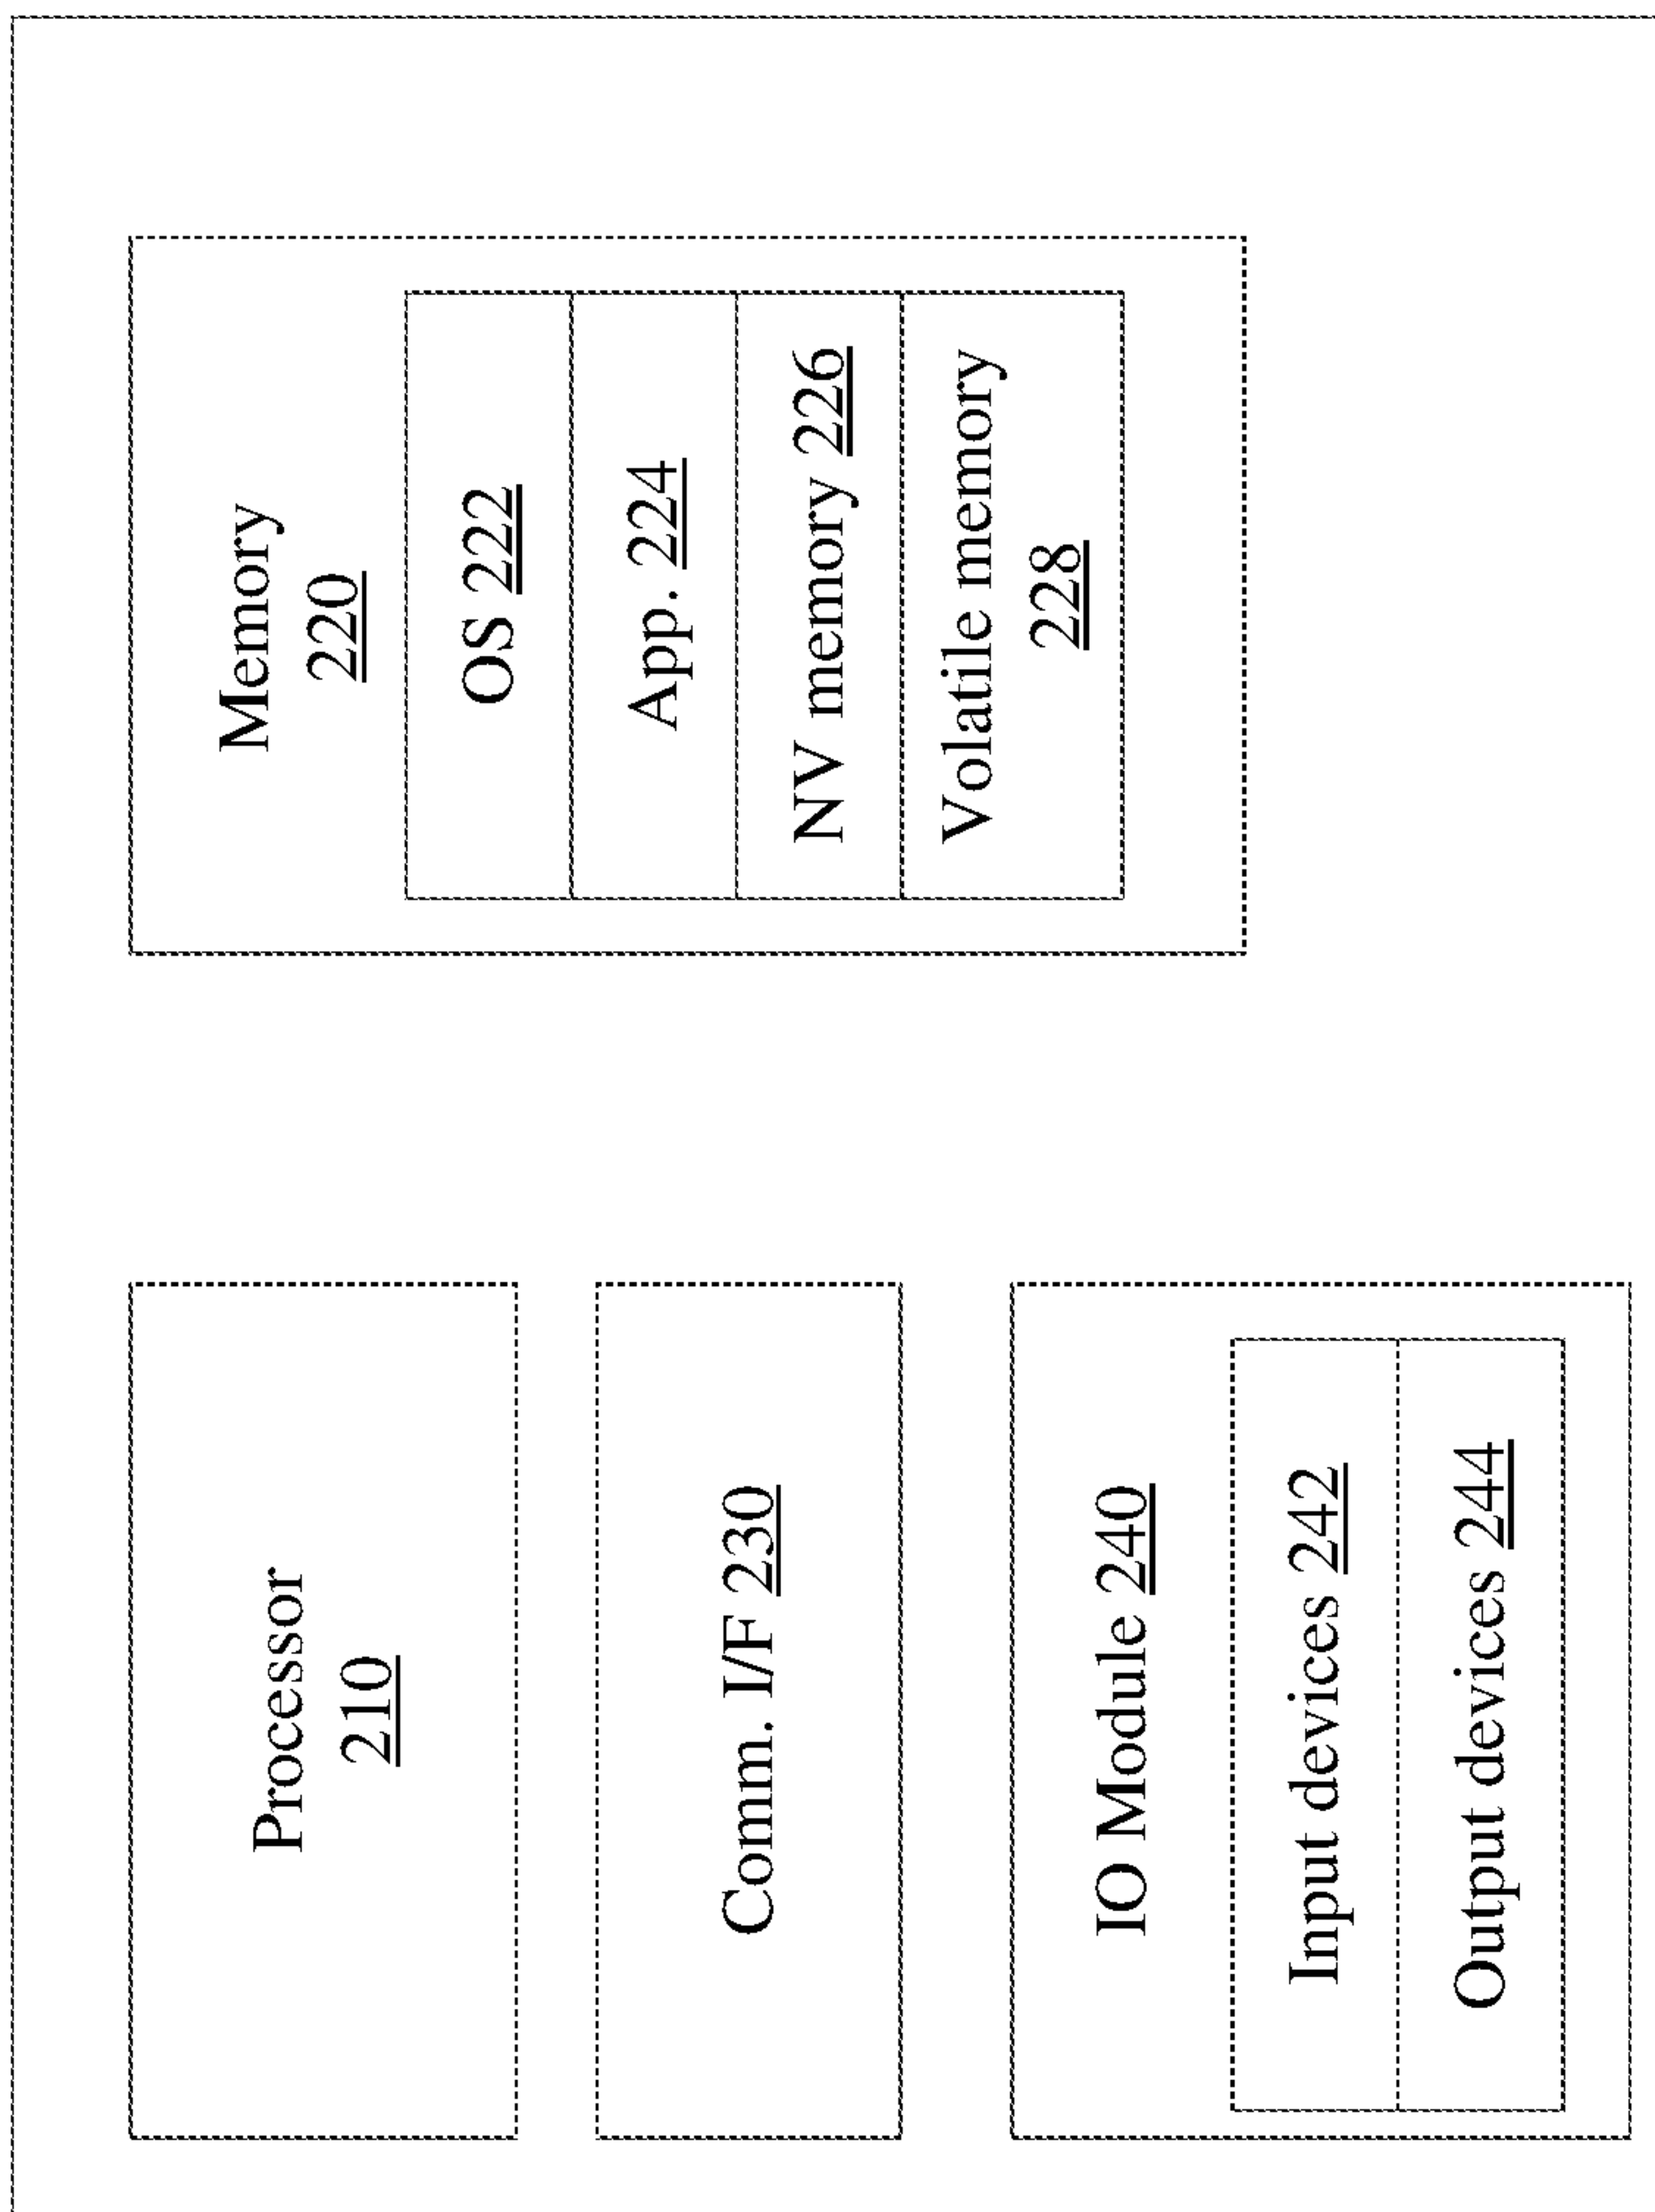 Processor
210
Comm. I/F 230
IO Module 240
Input devices 242
Output devices 244
Memory
220
OS 222
App. 224
NV memory 226
Volatile memory
228